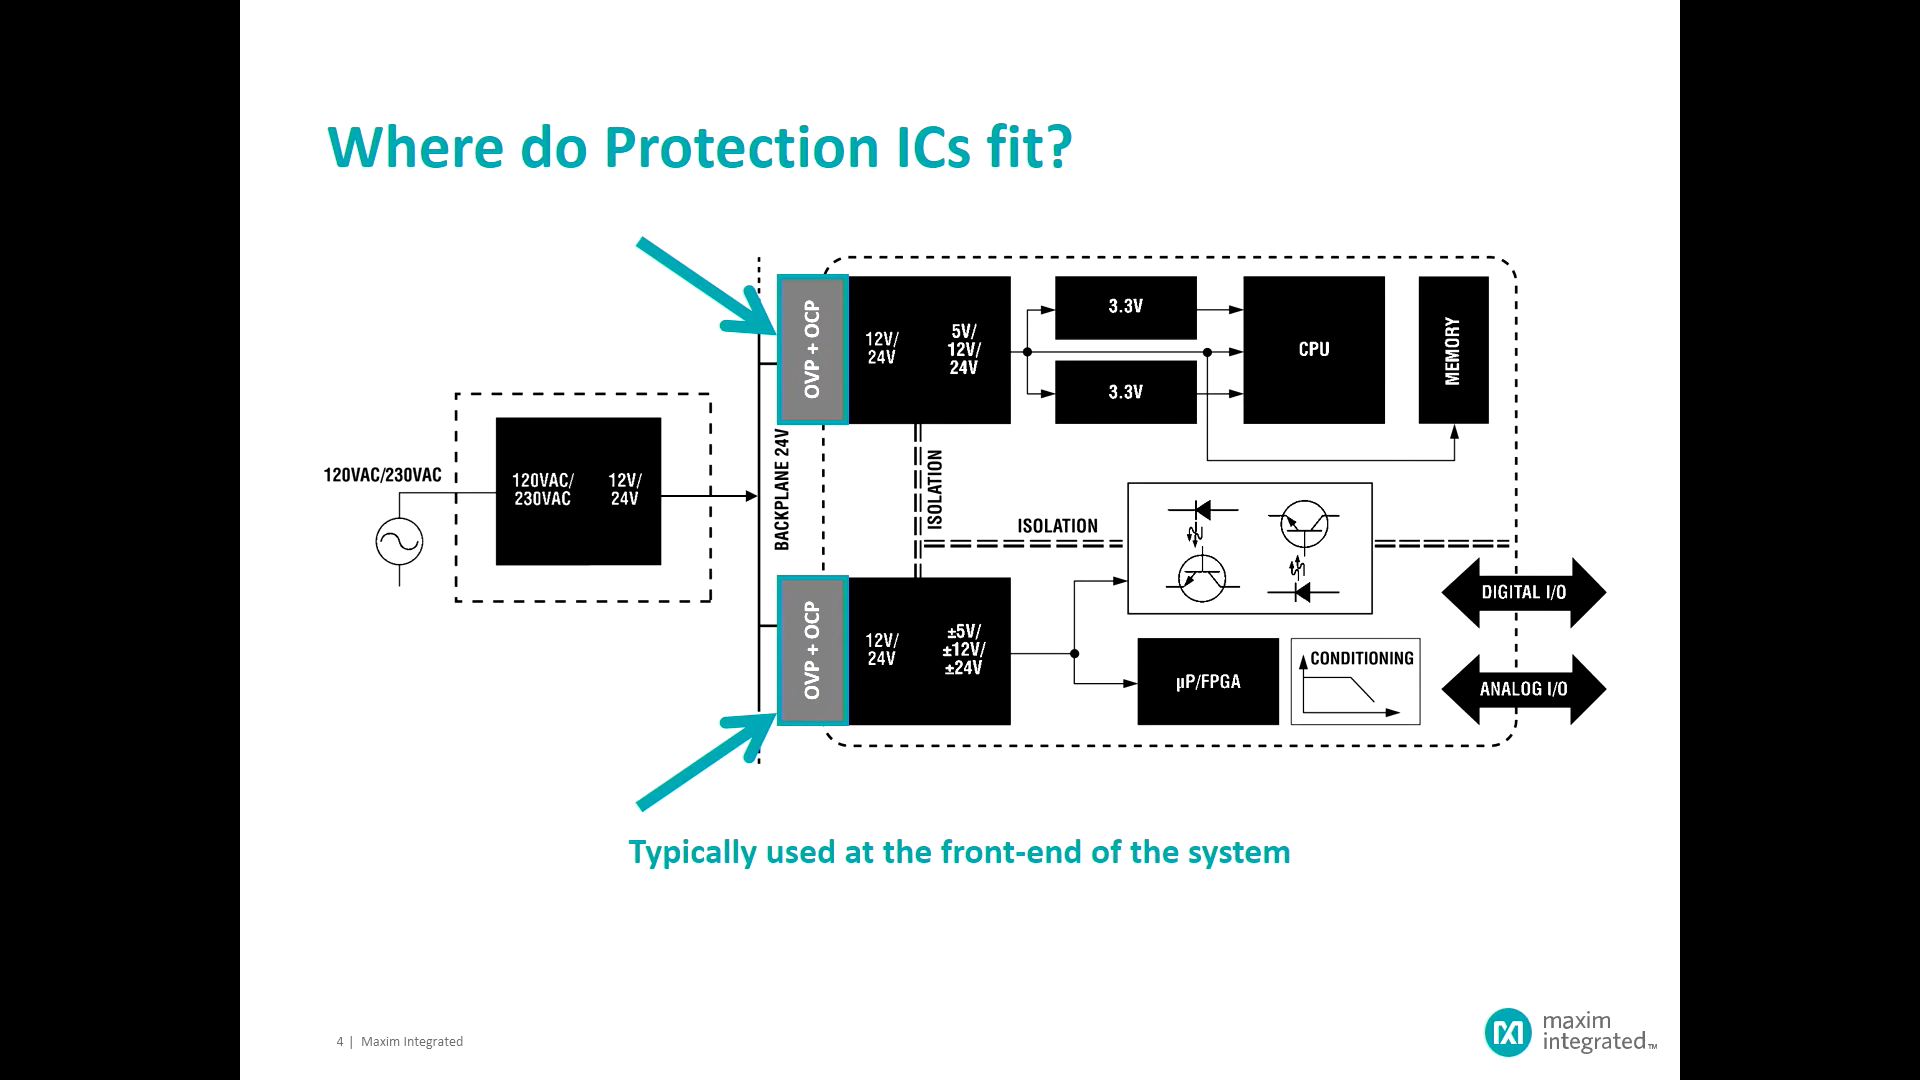 Where do Protection ICs fit?
OVP + OCP
12V/
24V
5V/
12V/
24V
3.3V
3.3V
CPU
MEMORY
120VAC/230VAC
120VAC/
230VAC
12V/
24V
BACKPLANE 24V
ISOLATION
ISOLATION
OVP + OCP
12V/
24V
±5V/
±12V/
±24V
µP/FPGA
CONDITIONING
DIGITAL I/O
ANALOG I/O
Typically used at the front-end of the system
4 | Maxim Integrated
maxim
integrated™